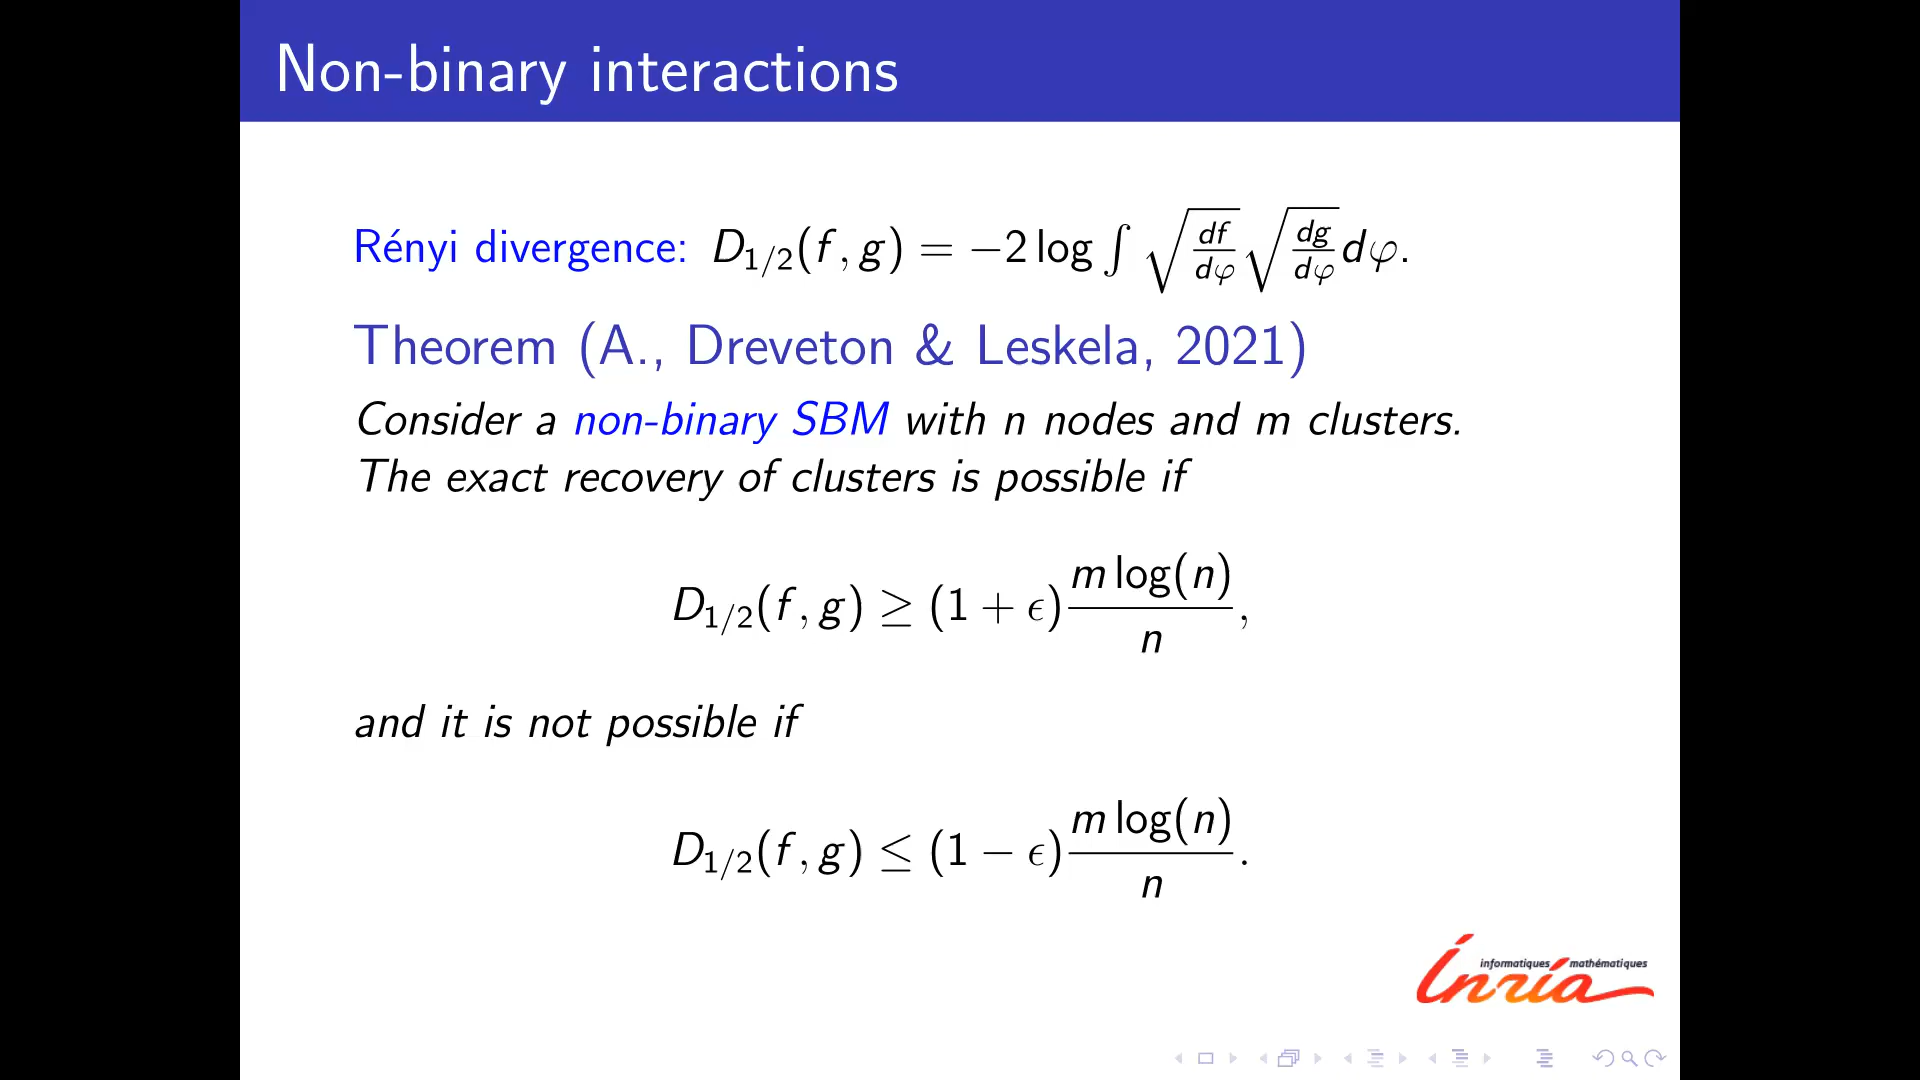 Non-binary interactions
Rényi divergence: D_{1/2}(f, g) = −2 log ∫ √(df/dφ) √(dg/dφ) dφ.
Theorem (A., Dreveton & Leskela, 2021)
Consider a non-binary SBM with n nodes and m clusters.
The exact recovery of clusters is possible if
D_{1/2}(f, g) ≥ (1 + ϵ) m log(n)/n,
and it is not possible if
D_{1/2}(f, g) ≤ (1 − ϵ) m log(n)/n.
informatiques mathématiques
Inria